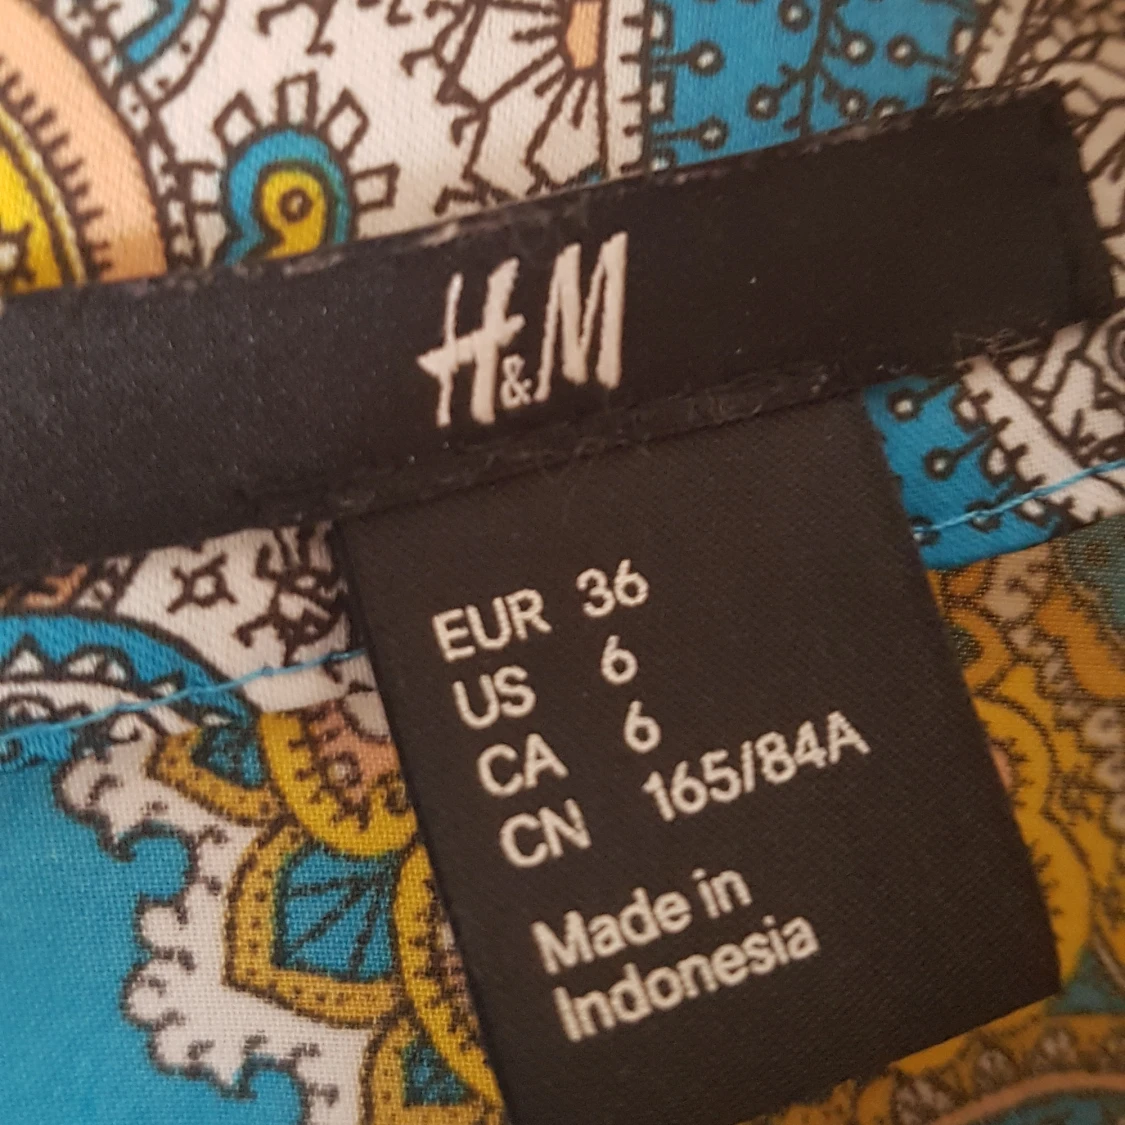 H&M
EUR 36
US 6
CA 6
CN 165/84A
Made in
Indonesia